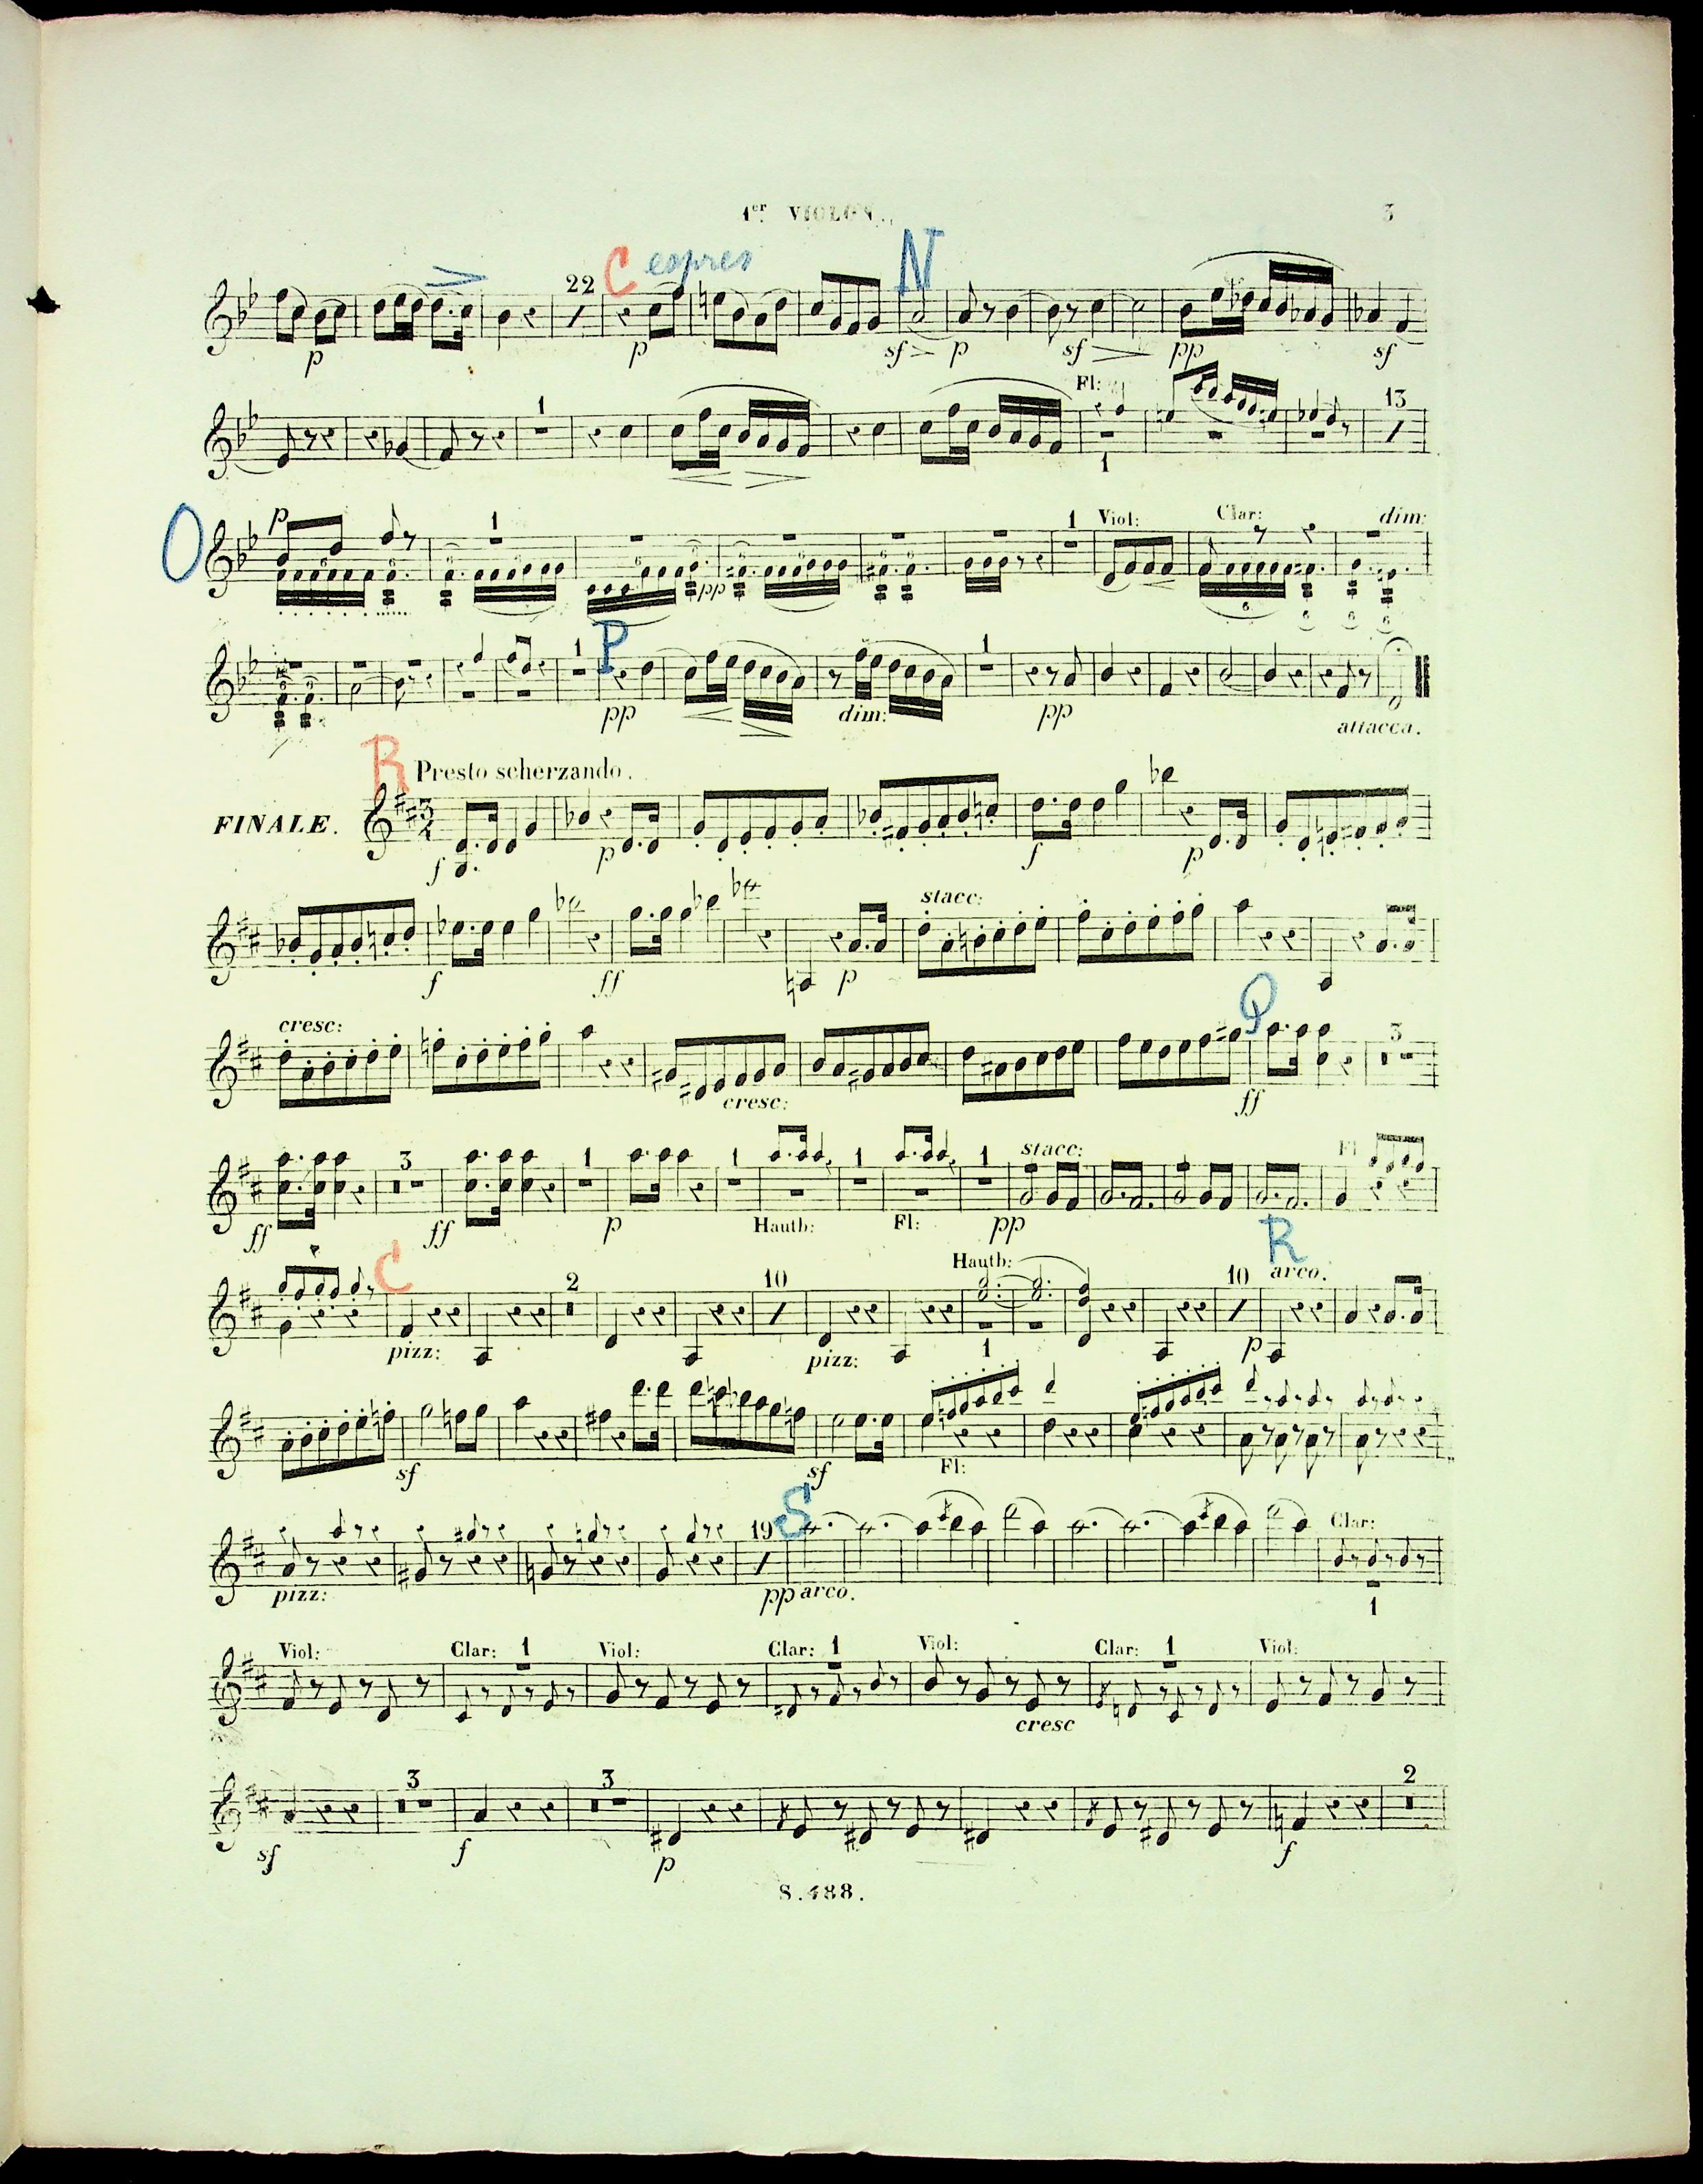 1er VIOLON. 3
22 C espres N
p p sf p sf pp sf
1 Fl: 13
1
O p 1 1 Viol: Clar: dim:
pp
1 P 1
pp dim: pp attacca.
R Presto scherzando.
FINALE. 3/4
f p f p
stacc:
f ff p
cresc: Q 3
cresc: ff
3 1 1 1 1 stacc: Fl
ff ff p Hautb: Fl: pp
C 2 10 Hautb: 10 R arco.
pizz: pizz: 1 p
sf sf Fl:
19 S Clar:
pizz: pp arco. 1
Viol: Clar: 1 Viol: Clar: 1 Viol: Clar: 1 Viol:
cresc
3 3 2
sf f p f
S.488.